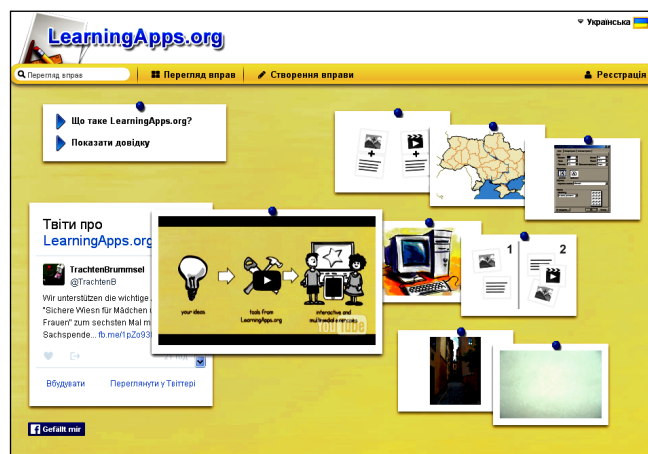 Українська
LearningApps.org
Перегляд вправ
Перегляд вправ
Створення вправи
Реєстрація
Що таке LearningApps.org?
Показати довідку
Твіти про
LearningApps.org
TrachtenBrummsel
@TrachtenB
Wir unterstützen die wichtige
"Sichere Wiesn für Mädchen
Frauen" zum sechsten Mal m
Sachspende... fb.me/1pZo93
Вбудувати
Переглянути у Твіттері
your ideas
tools from
LearningApps.org
interactive and
multimedia exercises
YouTube
1
2
Gefällt mir